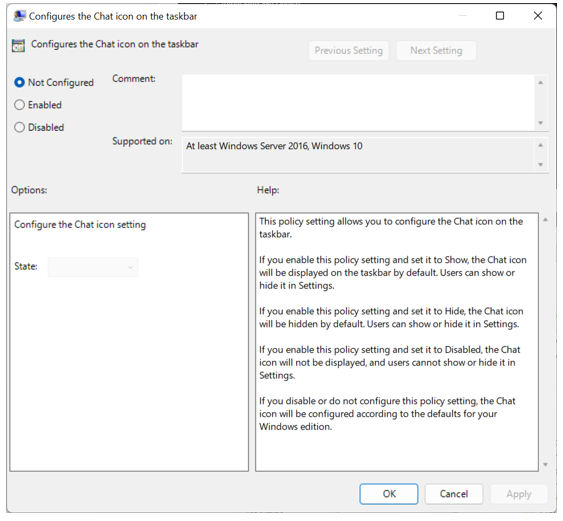 Configures the Chat icon on the taskbar
Configures the Chat icon on the taskbar
Previous Setting
Next Setting
Not Configured
Enabled
Disabled
Comment:
Supported on:
At least Windows Server 2016, Windows 10
Options:
Help:
Configure the Chat icon setting
State:
This policy setting allows you to configure the Chat icon on the
taskbar.
If you enable this policy setting and set it to Show, the Chat icon
will be displayed on the taskbar by default. Users can show or
hide it in Settings.
If you enable this policy setting and set it to Hide, the Chat icon
will be hidden by default. Users can show or hide it in Settings.
If you enable this policy setting and set it to Disabled, the Chat
icon will not be displayed, and users cannot show or hide it in
Settings.
If you disable or do not configure this policy setting, the Chat
icon will be configured according to the defaults for your
Windows edition.
OK
Cancel
Apply